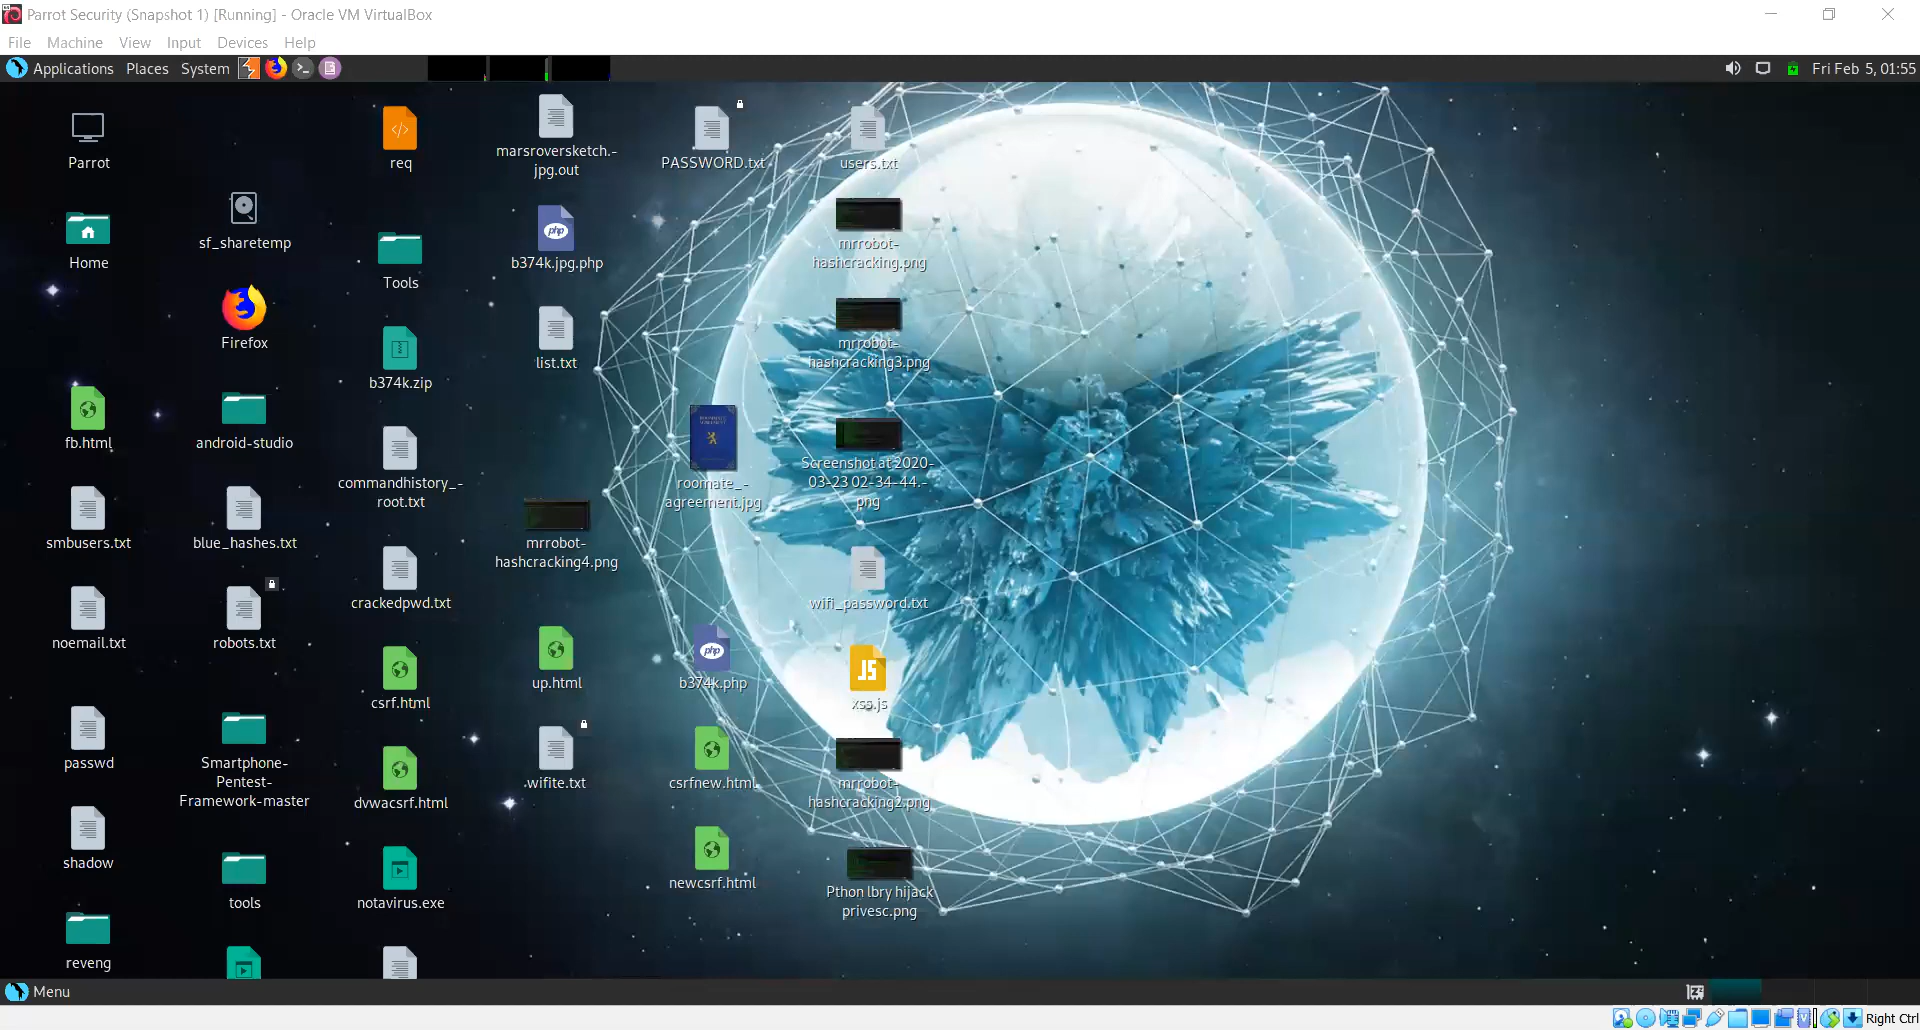 Parrot Security (Snapshot 1) [Running] - Oracle VM VirtualBox
File Machine View Input Devices Help
Applications Places System
Fri Feb 5, 01:55
Parrot
Home
fb.html
smbusers.txt
noemail.txt
passwd
shadow
reveng
sf_sharetemp
Firefox
android-studio
blue_hashes.txt
robots.txt
Smartphone-
Pentest-
Framework-master
tools
req
Tools
b374k.zip
commandhistory_-
root.txt
crackedpwd.txt
csrf.html
dvwacsrf.html
notavirus.exe
marsroversketch.-
jpg.out
php
b374k.jpg.php
list.txt
mrrobot-
hashcracking4.png
up.html
wifite.txt
PASSWORD.txt
roomate_-
agreement.jpg
php
b374k.php
csrfnew.html
newcsrf.html
users.txt
mrrobot-
hashcracking.png
mrrobot-
hashcracking3.png
Screenshot at 2020-
03-23 02-34-44.-
png
wifi_password.txt
JS
xss.js
mrrobot-
hashcracking2.png
Pthon lbry hijack
privesc.png
Menu
Right Ctrl